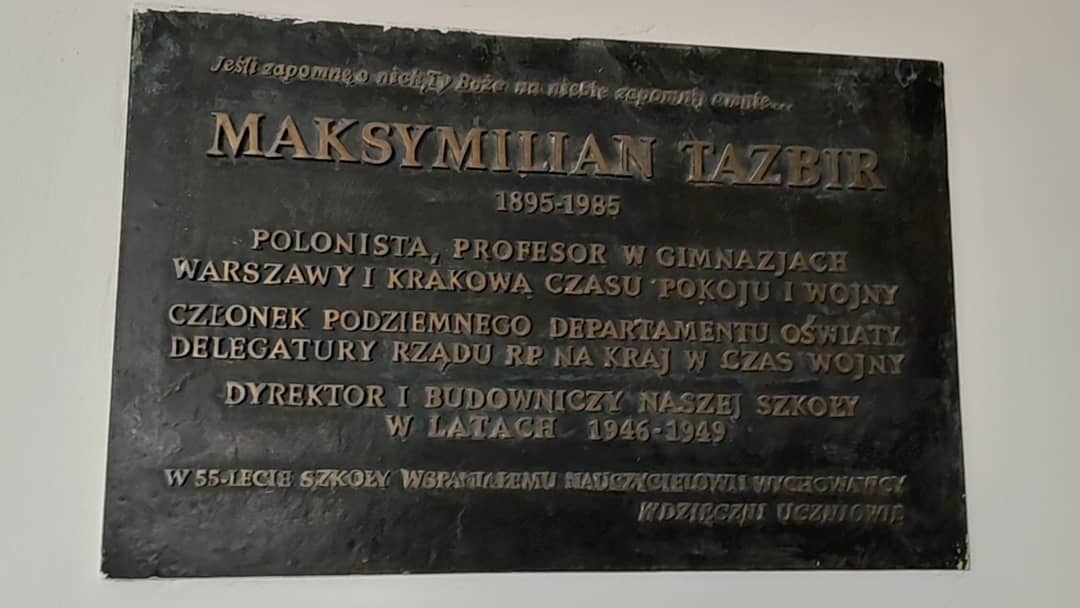 Jeśli zapomnę o nich, Ty Boże na niebie zapomnij o mnie...
MAKSYMILIAN TAZBIR
1895-1985
POLONISTA, PROFESOR W GIMNAZJACH
WARSZAWY I KRAKOWA CZASU POKOJU I WOJNY
CZŁONEK PODZIEMNEGO DEPARTAMENTU OŚWIATY
DELEGATURY RZĄDU RP NA KRAJ W CZAS WOJNY
DYREKTOR I BUDOWNICZY NASZEJ SZKOŁY
W LATACH 1946-1949
W 55-LECIE SZKOŁY WSPANIAŁEMU NAUCZYCIELOWI I WYCHOWAWCY
WDZIĘCZNI UCZNIOWIE